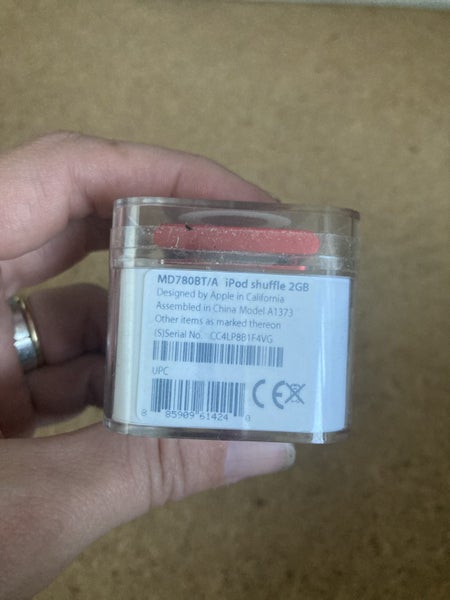 MD780BT/A iPod shuffle 2GB
Designed by Apple in California
Assembled in China Model A1373
Other items as marked thereon
(S)Serial No. CC4LP8B1F4VG
UPC
CE
8 85909 61424 0